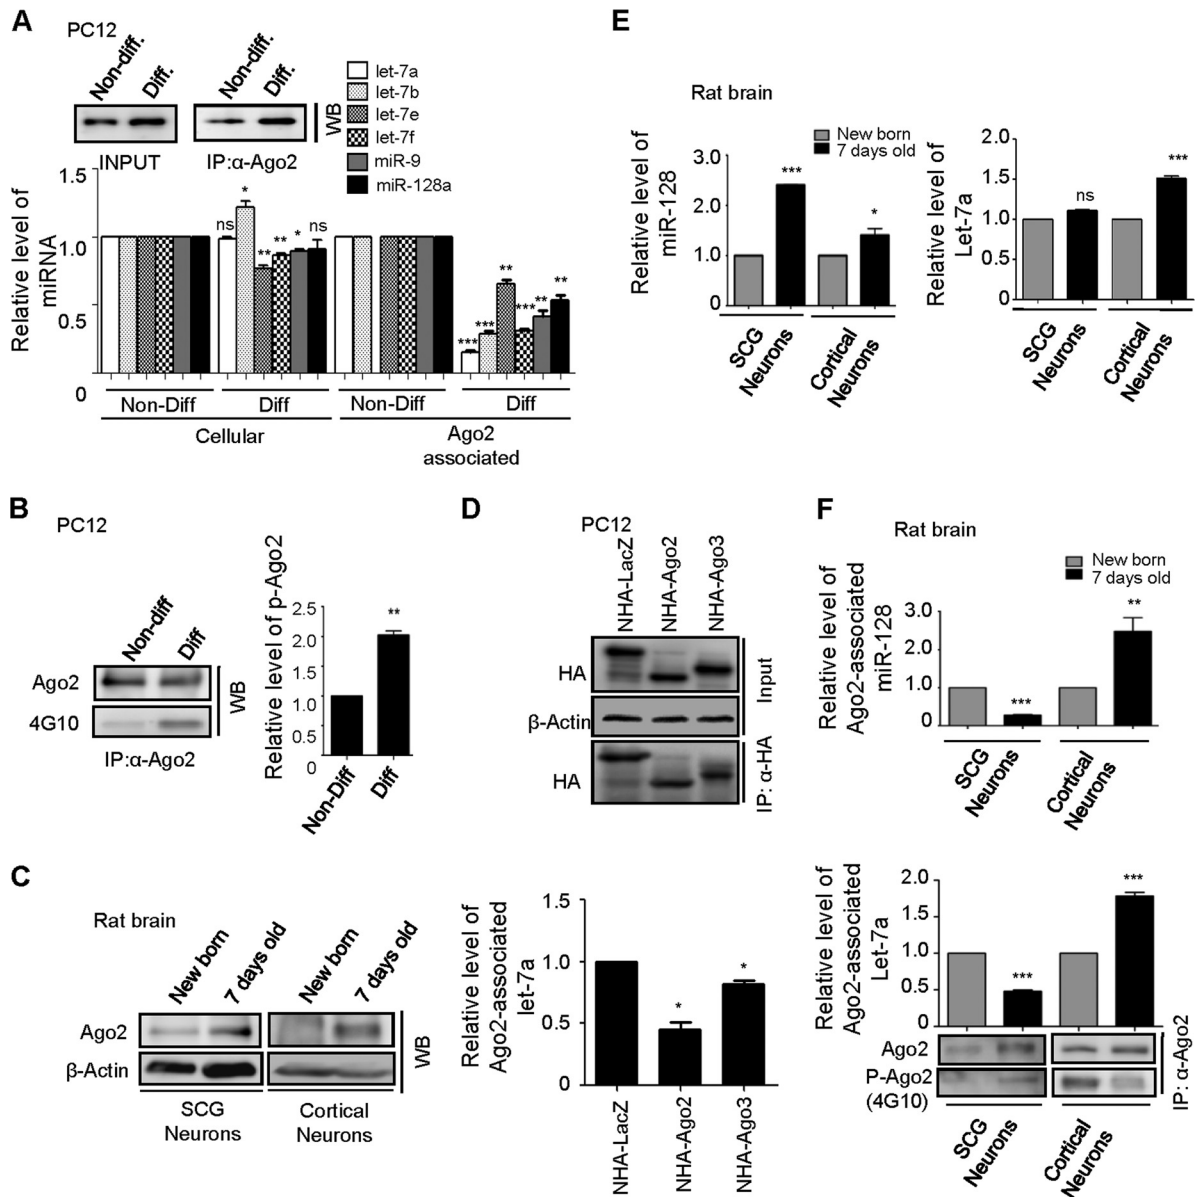 A
PC12
Non-diff.
Diff.
Non-diff.
Diff.
WB
INPUT
IP:α-Ago2
let-7a
let-7b
let-7e
let-7f
miR-9
miR-128a
Relative level of
miRNA
1.5
1.0
0.5
0
ns
*
**
**
*
ns
***
***
**
***
**
**
Non-Diff
Diff
Non-Diff
Diff
Cellular
Ago2
associated
B
PC12
Non-diff
Diff
Ago2
4G10
WB
IP:α-Ago2
Relative level of p-Ago2
2.5
2.0
1.5
1.0
0.5
0
**
Non-Diff
Diff
C
Rat brain
New born
7 days old
New born
7 days old
Ago2
β-Actin
WB
SCG
Neurons
Cortical
Neurons
D
PC12
NHA-LacZ
NHA-Ago2
NHA-Ago3
HA
β-Actin
Input
HA
IP: α-HA
Relative level of
Ago2-associated
let-7a
1.5
1.0
0.5
0
*
*
NHA-LacZ
NHA-Ago2
NHA-Ago3
E
Rat brain
New born
7 days old
Relative level of
miR-128
3.0
2.0
1.0
0
***
*
SCG
Neurons
Cortical
Neurons
Relative level of
Let-7a
2.0
1.5
1.0
0.5
0
ns
***
SCG
Neurons
Cortical
Neurons
F
Rat brain
New born
7 days old
Relative level of
Ago2-associated
miR-128
3.0
2.0
1.0
0
***
**
SCG
Neurons
Cortical
Neurons
Relative level of
Ago2-associated
Let-7a
2.0
1.5
1.0
0.5
0
***
***
Ago2
P-Ago2
(4G10)
IP: α-Ago2
SCG
Neurons
Cortical
Neurons